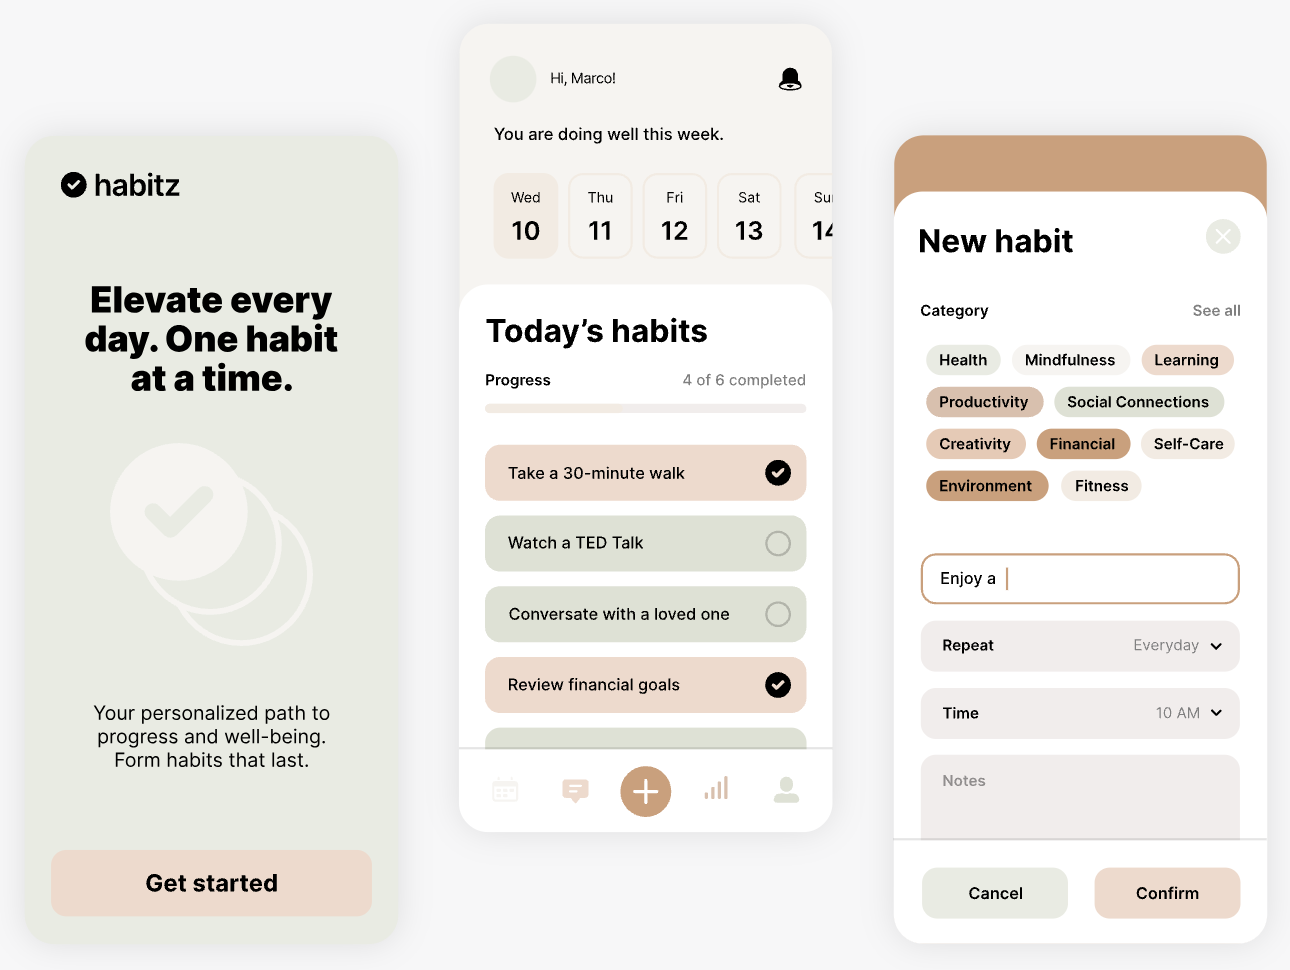 habitz
Elevate every
day. One habit
at a time.
Your personalized path to
progress and well-being.
Form habits that last.
Get started
Hi, Marco!
You are doing well this week.
Wed Thu Fri Sat Sun
10 11 12 13 14
Today’s habits
Progress 4 of 6 completed
Take a 30-minute walk
Watch a TED Talk
Conversate with a loved one
Review financial goals
New habit
Category See all
Health Mindfulness Learning
Productivity Social Connections
Creativity Financial Self-Care
Environment Fitness
Enjoy a
Repeat Everyday
Time 10 AM
Notes
Cancel Confirm